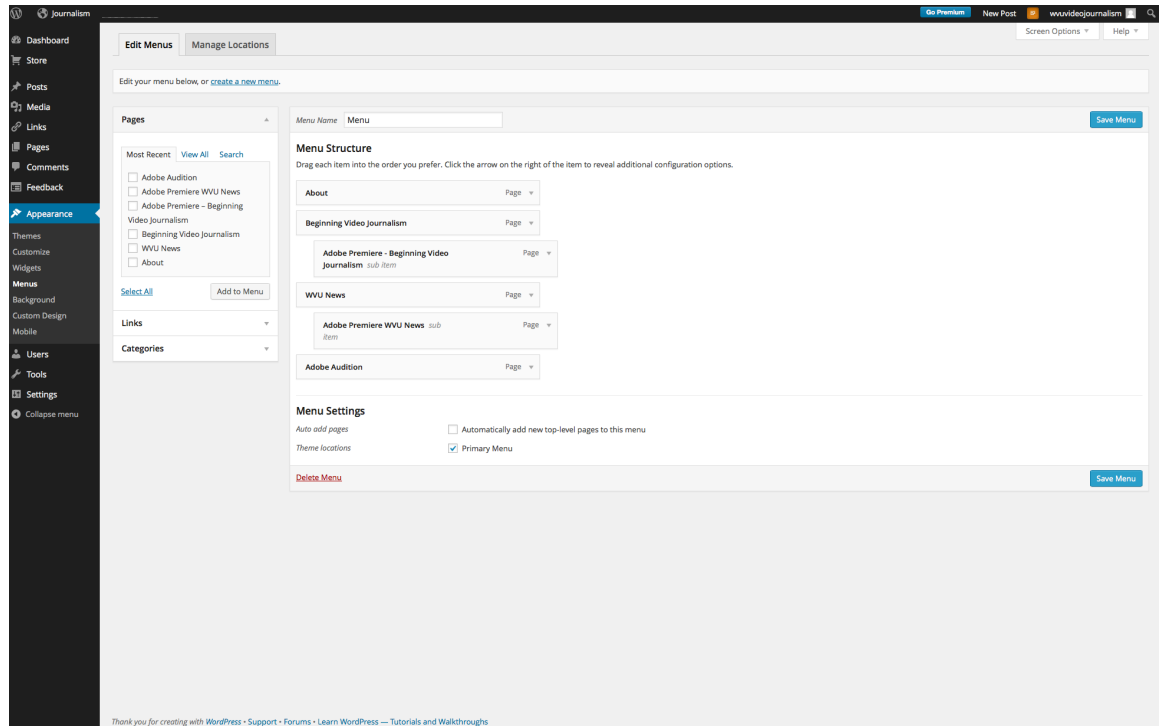 Journalism
Go Premium
New Post
wvuvideojournalism
Dashboard
Store
Posts
Media
Links
Pages
Comments
Feedback
Appearance
Themes
Customize
Widgets
Menus
Background
Custom Design
Mobile
Users
Tools
Settings
Collapse menu
Screen Options
Help
Edit Menus
Manage Locations
Edit your menu below, or create a new menu.
Pages
Most Recent View All Search
Adobe Audition
Adobe Premiere WVU News
Adobe Premiere – Beginning
Video Journalism
Beginning Video Journalism
WVU News
About
Select All
Add to Menu
Links
Categories
Menu Name Menu
Save Menu
Menu Structure
Drag each item into the order you prefer. Click the arrow on the right of the item to reveal additional configuration options.
About Page
Beginning Video Journalism Page
Adobe Premiere - Beginning Video Page
Journalism sub item
WVU News Page
Adobe Premiere WVU News sub Page
item
Adobe Audition Page
Menu Settings
Auto add pages Automatically add new top-level pages to this menu
Theme locations Primary Menu
Delete Menu
Save Menu
Thank you for creating with WordPress • Support • Forums • Learn WordPress — Tutorials and Walkthroughs